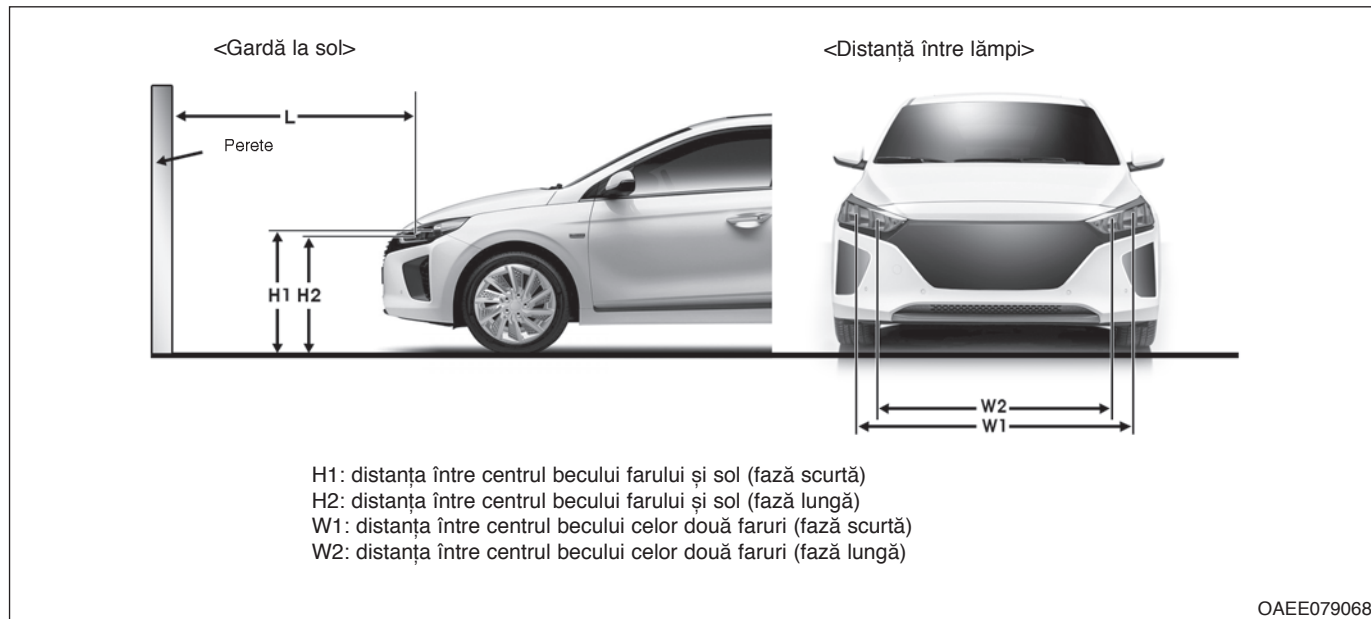 <Gardă la sol>
<Distanță între lămpi>
L
Perete
H1 H2
W2
W1
H1: distanța între centrul becului farului și sol (fază scurtă)
H2: distanța între centrul becului farului și sol (fază lungă)
W1: distanța între centrul becului celor două faruri (fază scurtă)
W2: distanța între centrul becului celor două faruri (fază lungă)
OAEE079068